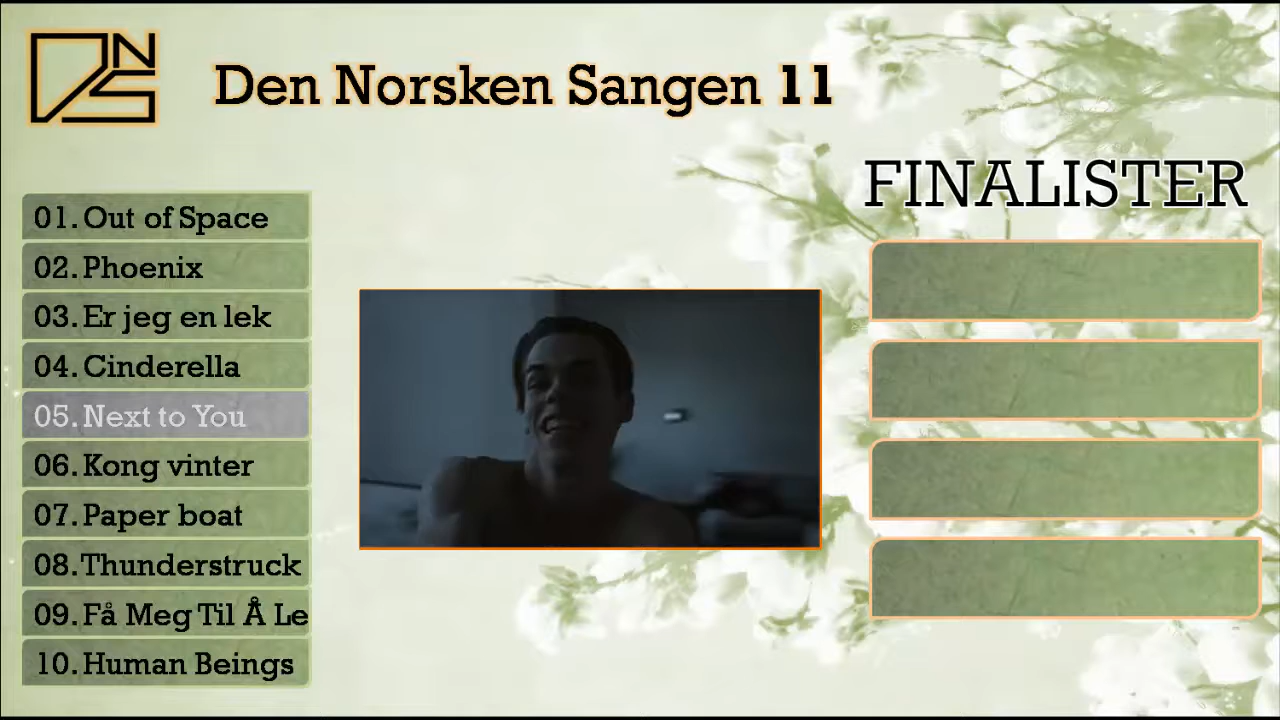 DNS
Den Norsken Sangen 11
FINALISTER
01. Out of Space
02. Phoenix
03. Er jeg en lek
04. Cinderella
05. Next to You
06. Kong vinter
07. Paper boat
08. Thunderstruck
09. Få Meg Til Å Le
10. Human Beings